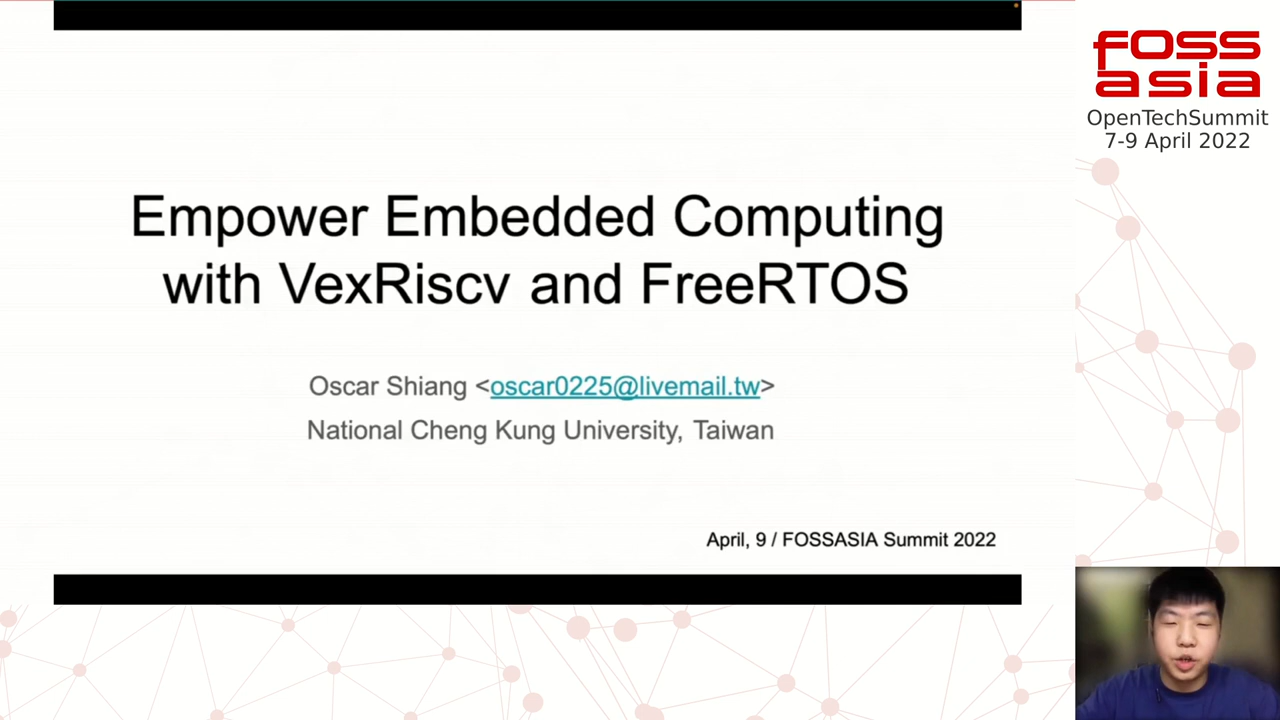 Empower Embedded Computing
with VexRiscv and FreeRTOS
Oscar Shiang <oscar0225@livemail.tw>
National Cheng Kung University, Taiwan
April, 9 / FOSSASIA Summit 2022
FOSS
asia
OpenTechSummit
7-9 April 2022